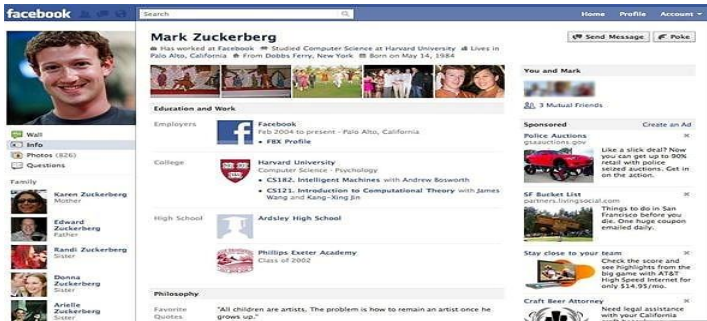 facebook
Search
Home Profile Account
Mark Zuckerberg
Has worked at Facebook Studied Computer Science at Harvard University Lives in
Palo Alto, California From Dobbs Ferry, New York Born on May 14, 1984
Send Message Poke
Wall
Info
Photos (826)
Questions
Family
Karen Zuckerberg
Mother
Edward
Zuckerberg
Father
Randi Zuckerberg
Sister
Donna
Zuckerberg
Sister
Arielle
Zuckerberg
Sister
Education and Work
Employers
Facebook
Feb 2004 to present - Palo Alto, California
• FBX Profile
College
Harvard University
Computer Science · Psychology
• CS182. Intelligent Machines with Andrew Bosworth
• CS121. Introduction to Computational Theory with James
Wang and Kang-Xing Jin
High School
Ardsley High School
Phillips Exeter Academy
Class of 2002
Philosophy
Favorite
Quotes
"All children are artists. The problem is how to remain an artist once he
grows up."
You and Mark
3 Mutual Friends
Sponsored Create an Ad
Police Auctions
gsaauctions.gov
Like a slick deal? Now
you can get up to 90%
retail with police
seized auctions. Get in
on the action.
SF Bucket List
partners.livingsocial.com
Things to do in San
Francisco before you
die. One huge coupon
emailed daily.
Stay close to your team
Check the score and
see highlights from the
big game with AT&T
High Speed Internet for
only $14.95/mo.
Craft Beer Attorney
Need legal assistance
with your California